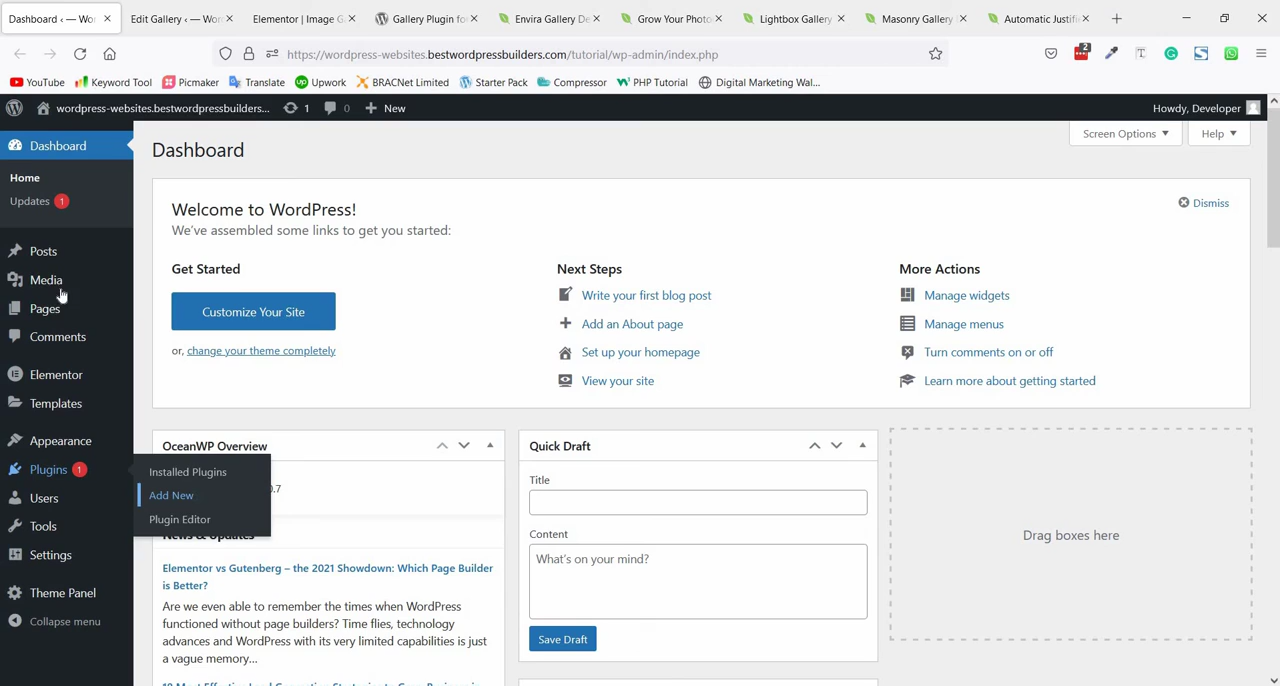 Dashboard ‹ — Wor
Edit Gallery ‹ — Wor
Elementor | Image Ga
Gallery Plugin fo
Envira Gallery De
Grow Your Photo
Lightbox Gallery
Masonry Gallery
Automatic Justifi
https://wordpress-websites.bestwordpressbuilders.com/tutorial/wp-admin/index.php
2
YouTube
Keyword Tool
Picmaker
Translate
Upwork
BRACNet Limited
Starter Pack
Compressor
PHP Tutorial
Digital Marketing Wal...
wordpress-websites.bestwordpressbuilders...
1
0
New
Howdy, Developer
Dashboard
Home
Updates 1
Posts
Media
Pages
Comments
Elementor
Templates
Appearance
Plugins 1
Users
Tools
Settings
Theme Panel
Collapse menu
Installed Plugins
Add New
Plugin Editor
Screen Options
Help
Dashboard
Welcome to WordPress!
We've assembled some links to get you started:
Dismiss
Get Started
Customize Your Site
or, change your theme completely
Next Steps
Write your first blog post
Add an About page
Set up your homepage
View your site
More Actions
Manage widgets
Manage menus
Turn comments on or off
Learn more about getting started
OceanWP Overview
0.7
News & Updates
Elementor vs Gutenberg – the 2021 Showdown: Which Page Builder
is Better?
Are we even able to remember the times when WordPress
functioned without page builders? Time flies, technology
advances and WordPress with its very limited capabilities is just
a vague memory...
Quick Draft
Title
Content
What's on your mind?
Save Draft
Drag boxes here